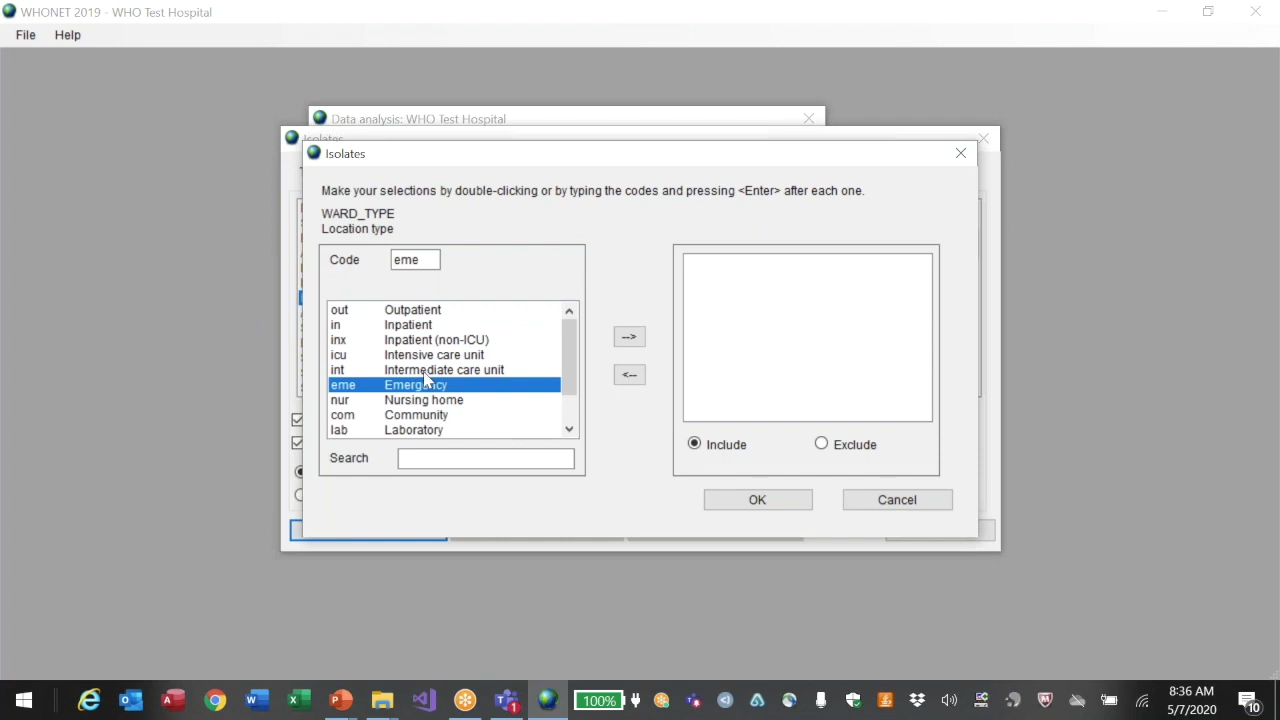 WHONET 2019 - WHO Test Hospital
File Help
Data analysis: WHO Test Hospital
Isolates
Isolates
Make your selections by double-clicking or by typing the codes and pressing <Enter> after each one.
WARD_TYPE
Location type
Code eme
out Outpatient
in Inpatient
inx Inpatient (non-ICU)
icu Intensive care unit
int Intermediate care unit
eme Emergency
nur Nursing home
com Community
lab Laboratory
Search
-->
<--
Include Exclude
OK Cancel
100%
1
8:36 AM
5/7/2020
10